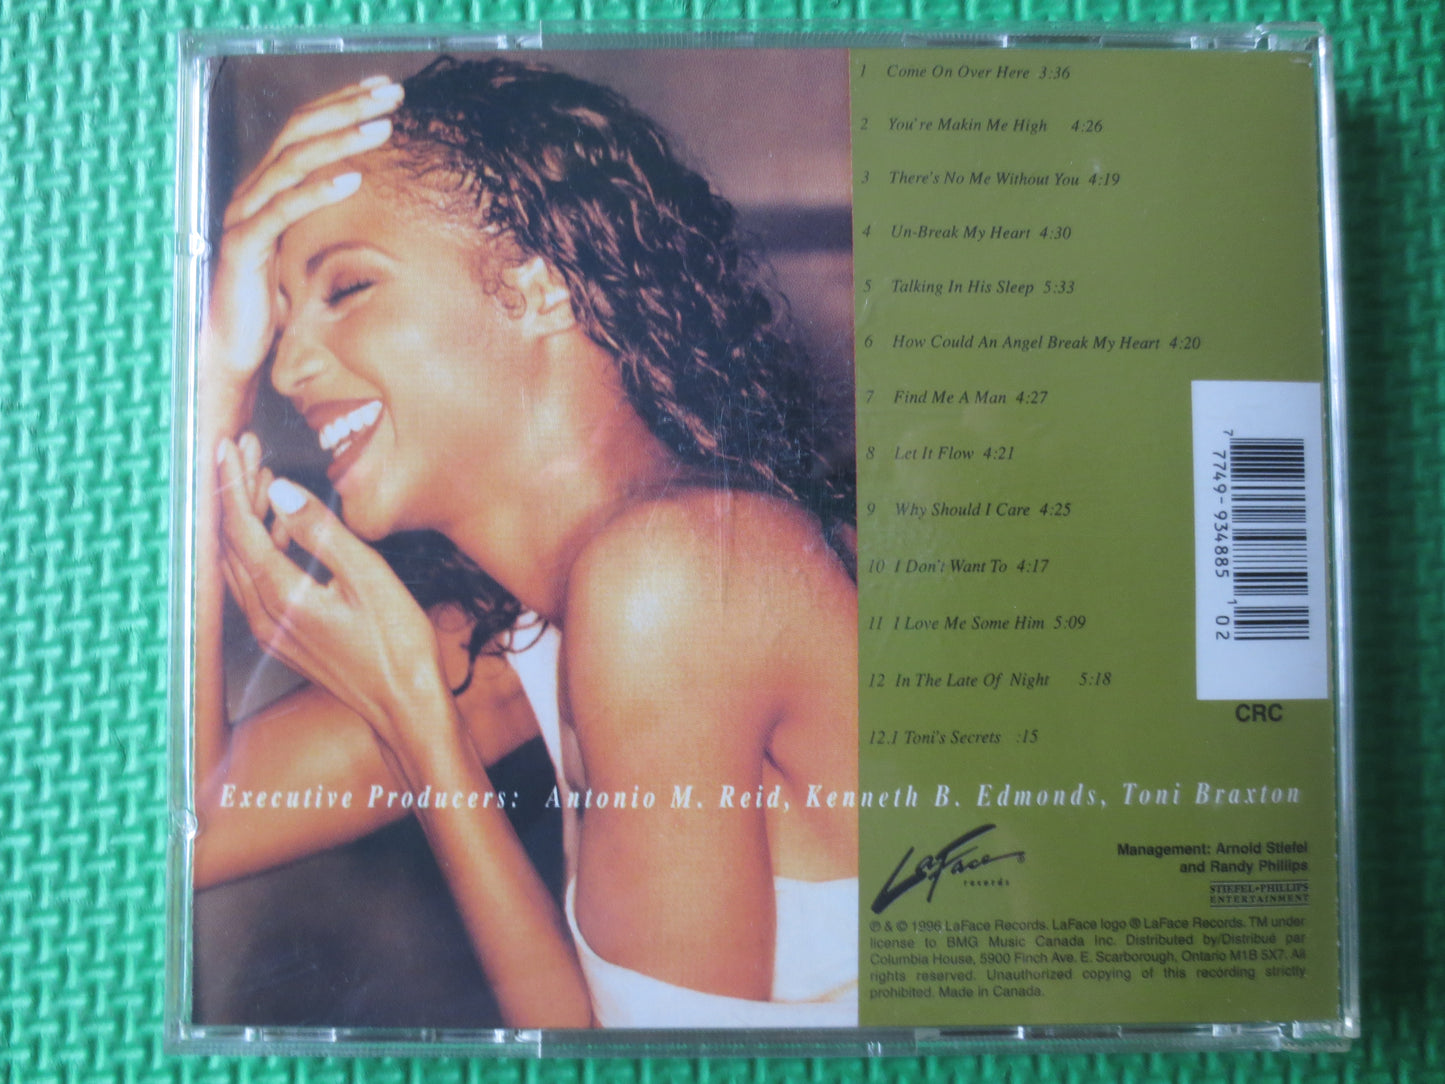 1 Come On Over Here 3:36
2 You're Makin Me High 4:26
3 There's No Me Without You 4:19
4 Un-Break My Heart 4:30
5 Talking In His Sleep 5:33
6 How Could An Angel Break My Heart 4:20
7 Find Me A Man 4:27
8 Let It Flow 4:21
9 Why Should I Care 4:25
10 I Don't Want To 4:17
11 I Love Me Some Him 5:09
12 In The Late Of Night 5:18
12.1 Toni's Secrets :15
7 7749-934885 1 02
CRC
Executive Producers: Antonio M. Reid, Kenneth B. Edmonds, Toni Braxton
LaFace®
records
Management: Arnold Stiefel
and Randy Phillips
STIEFEL•PHILLIPS
ENTERTAINMENT
℗ & © 1996 LaFace Records. LaFace logo ® LaFace Records. TM under
license to BMG Music Canada Inc. Distributed by/Distribué par
Columbia House, 5900 Finch Ave. E. Scarborough, Ontario M1B 5X7. All
rights reserved. Unauthorized copying of this recording strictly
prohibited. Made in Canada.